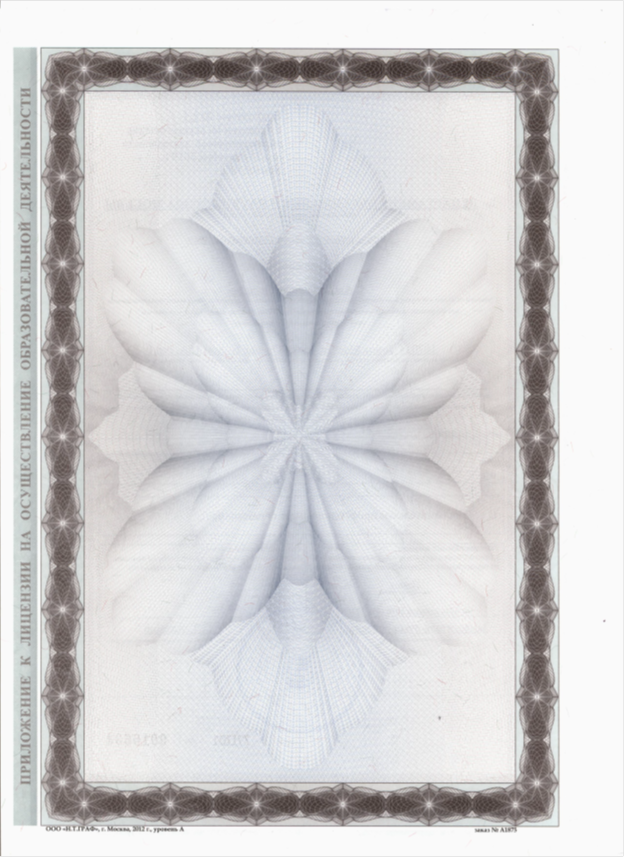 ПРИЛОЖЕНИЕ К ЛИЦЕНЗИИ НА ОСУЩЕСТВЛЕНИЕ ОБРАЗОВАТЕЛЬНОЙ ДЕЯТЕЛЬНОСТИ
ООО «Н.Т.ГРАФ», г. Москва, 2012 г., уровень А
заказ № А1875